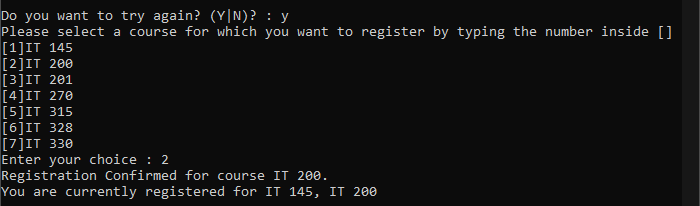 Do you want to try again? (Y|N)? : y
Please select a course for which you want to register by typing the number inside []
[1]IT 145
[2]IT 200
[3]IT 201
[4]IT 270
[5]IT 315
[6]IT 328
[7]IT 330
Enter your choice : 2
Registration Confirmed for course IT 200.
You are currently registered for IT 145, IT 200